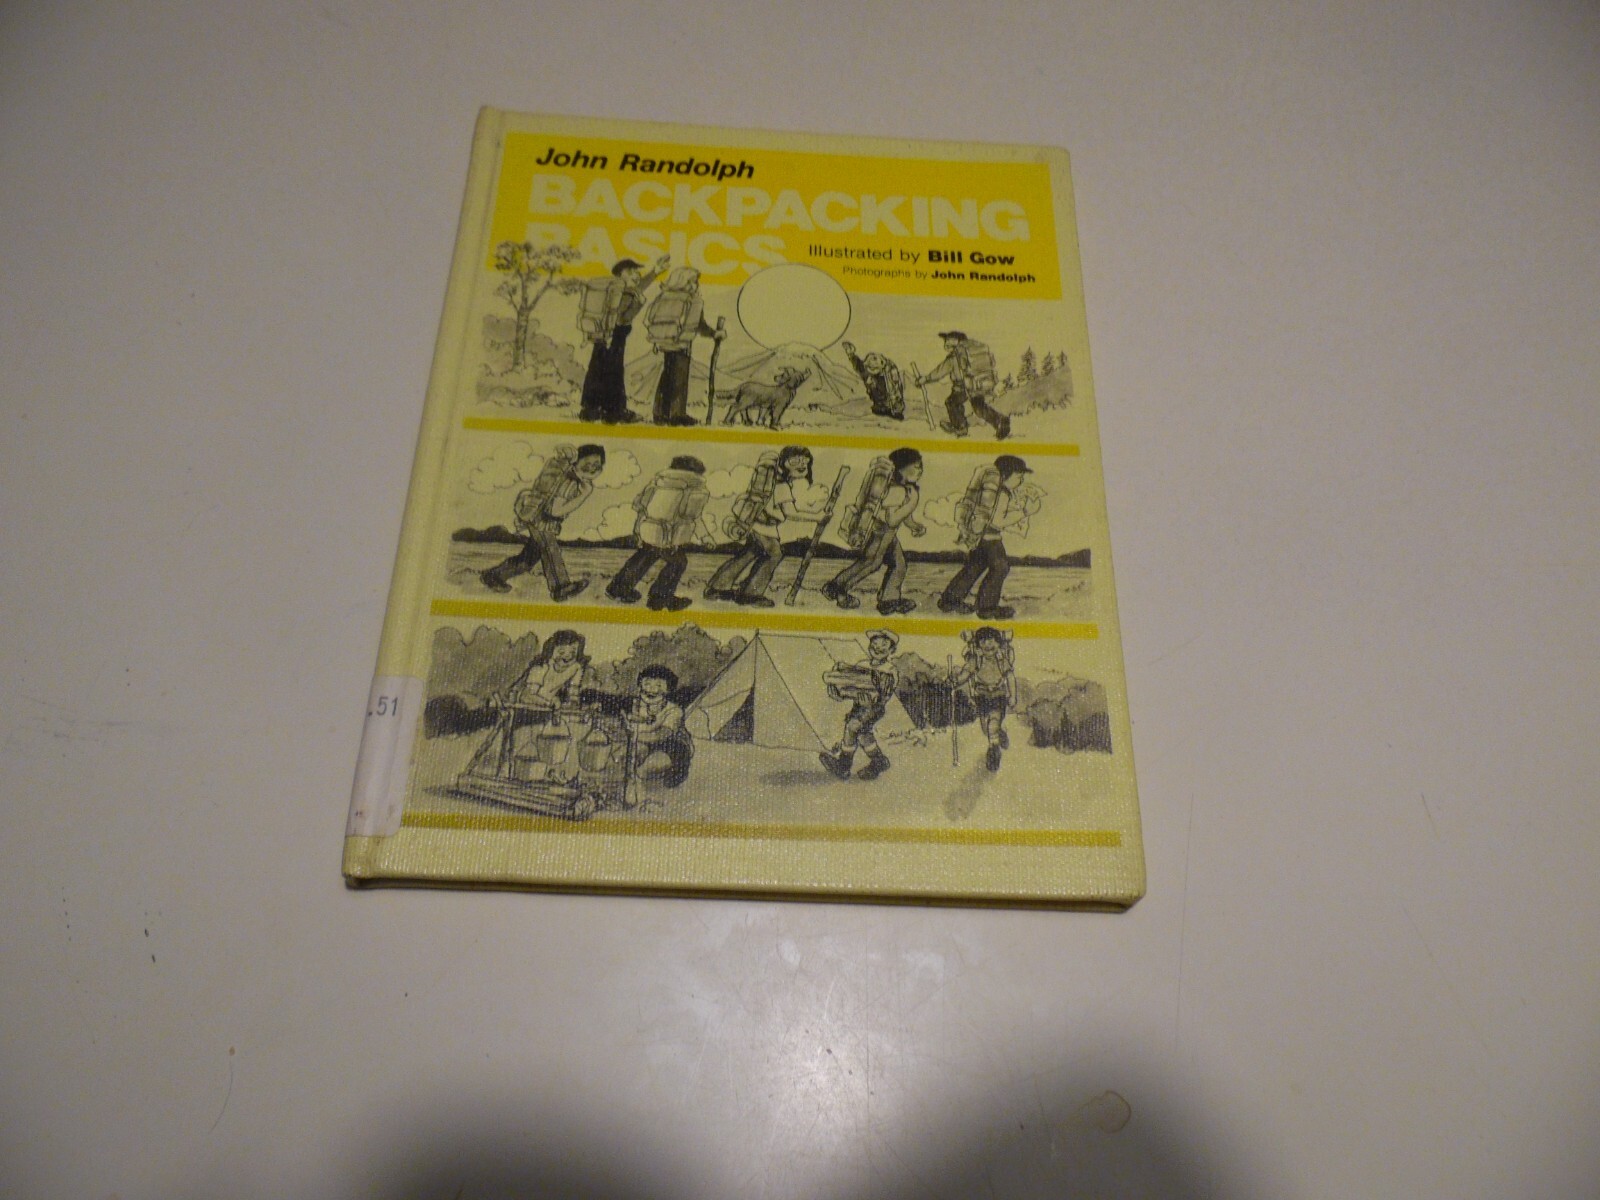 John Randolph
BACKPACKING
BASICS
Illustrated by Bill Gow
Photographs by John Randolph
.51